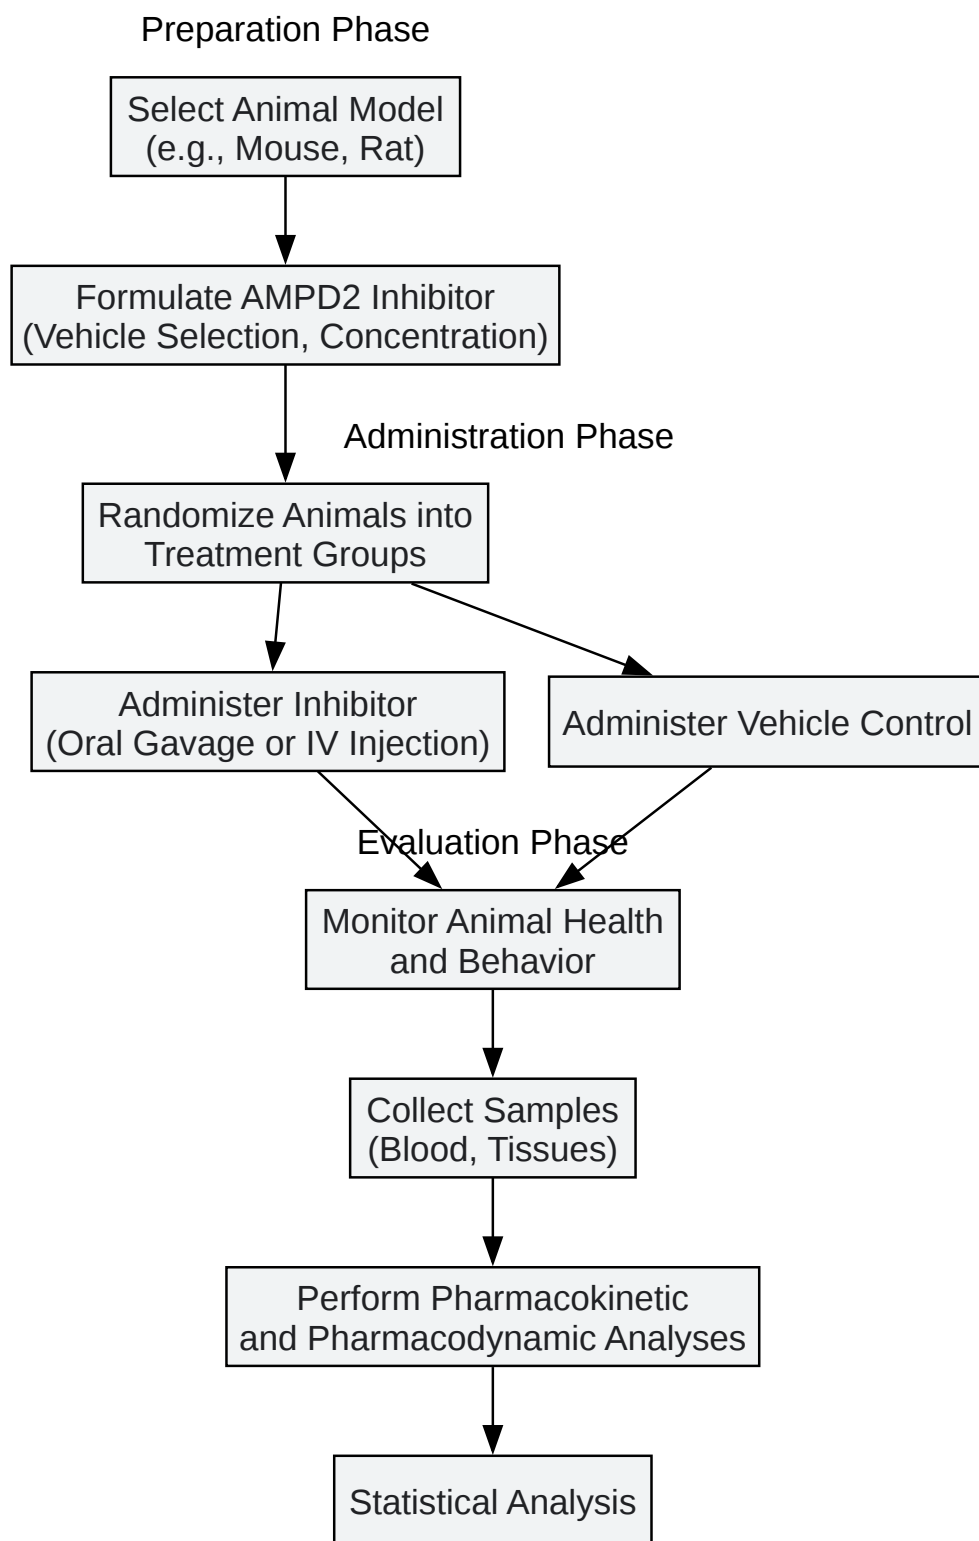 Preparation Phase
Select Animal Model
(e.g., Mouse, Rat)
Formulate AMPD2 Inhibitor
(Vehicle Selection, Concentration)
Administration Phase
Randomize Animals into
Treatment Groups
Administer Inhibitor
(Oral Gavage or IV Injection)
Administer Vehicle Control
Evaluation Phase
Monitor Animal Health
and Behavior
Collect Samples
(Blood, Tissues)
Perform Pharmacokinetic
and Pharmacodynamic Analyses
Statistical Analysis